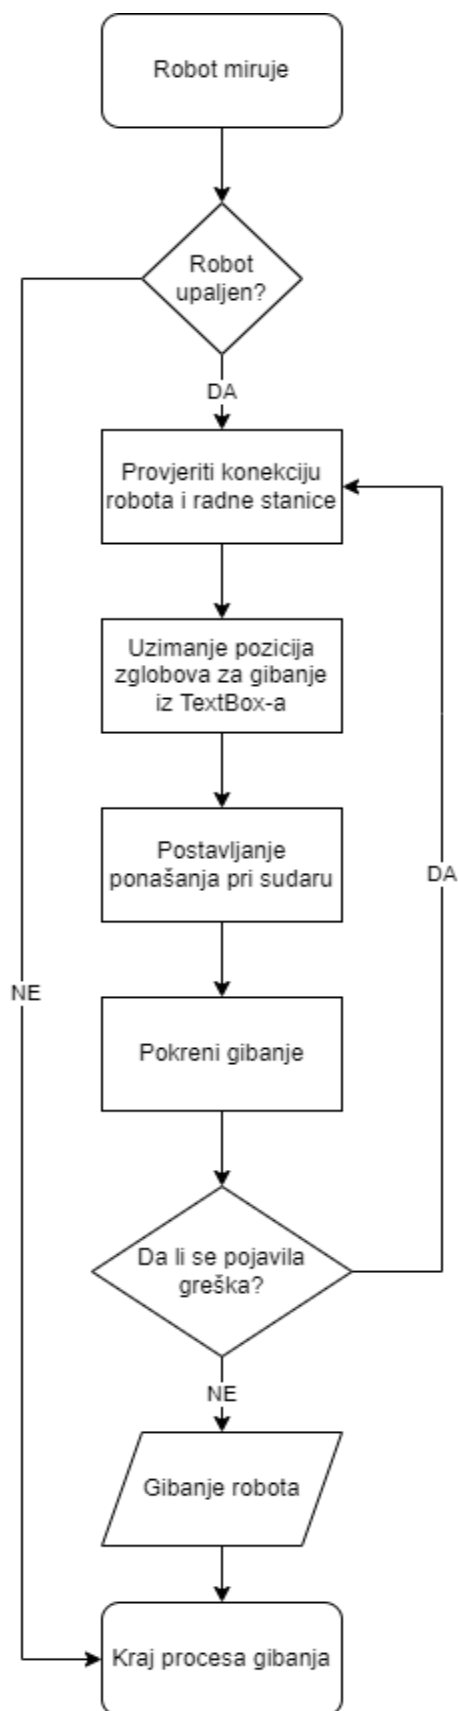 Robot miruje
Robot
upaljen?
DA
Provjeriti konekciju
robota i radne stanice
Uzimanje pozicija
zglobova za gibanje
iz TextBox-a
Postavljanje
ponašanja pri sudaru
DA
NE
Pokreni gibanje
Da li se pojavila
greška?
NE
Gibanje robota
Kraj procesa gibanja